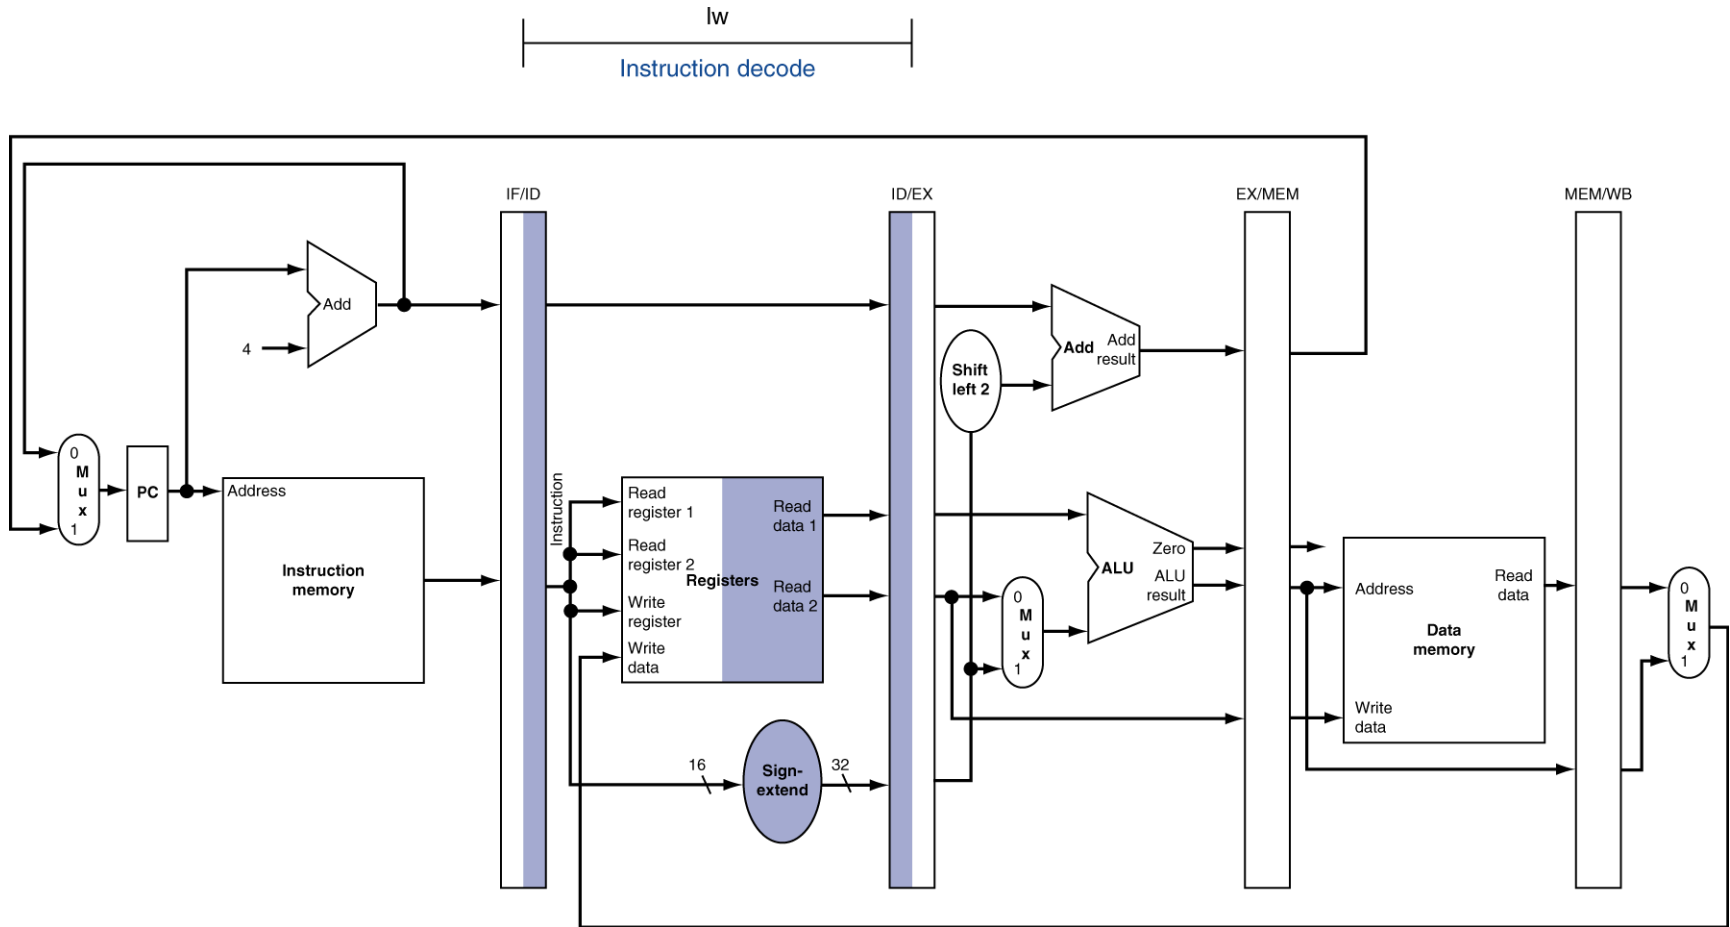 lw
Instruction decode
IF/ID
ID/EX
EX/MEM
MEM/WB
Add
4
Shift
left 2
Add
Add
result
0
M
u
x
1
PC
Address
Instruction
memory
Instruction
Read
register 1
Read
register 2
Write
register
Write
data
Registers
Read
data 1
Read
data 2
16
Sign-
extend
32
0
M
u
x
1
ALU
Zero
ALU
result
Address
Read
data
Data
memory
Write
data
0
M
u
x
1